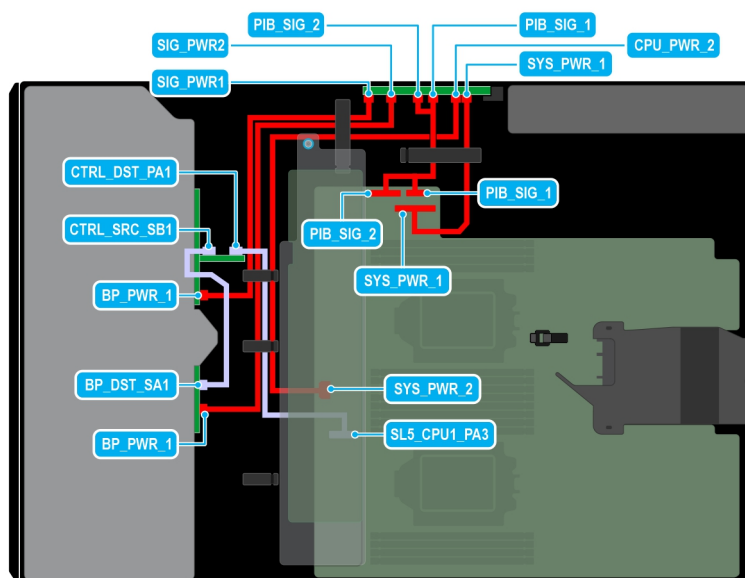 PIB_SIG_2
PIB_SIG_1
SIG_PWR2
CPU_PWR_2
SIG_PWR1
SYS_PWR_1
CTRL_DST_PA1
PIB_SIG_1
CTRL_SRC_SB1
PIB_SIG_2
SYS_PWR_1
BP_PWR_1
BP_DST_SA1
SYS_PWR_2
BP_PWR_1
SL5_CPU1_PA3